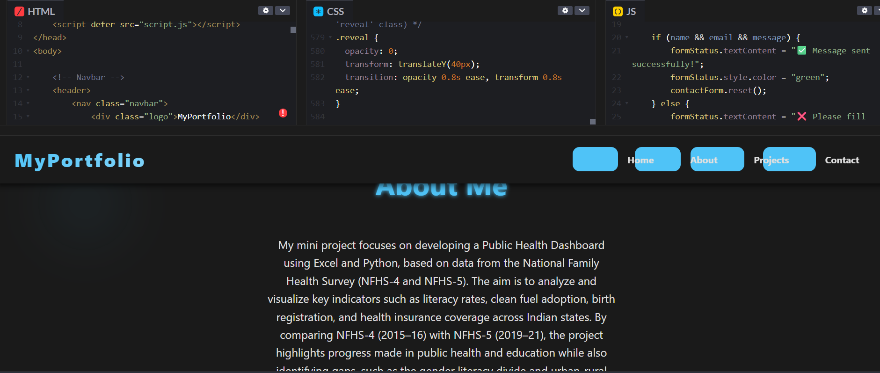 HTML
8 <script defer src="script.js"></script>
9 </head>
10 <body>
11
12 <!-- Navbar -->
13 <header>
14 <nav class="navbar">
15 <div class="logo">MyPortfolio</div>
CSS
'reveal' class) */
579 .reveal {
580 opacity: 0;
581 transform: translateY(40px);
582 transition: opacity 0.8s ease, transform 0.8s
ease;
583 }
584
JS
19
20 if (name && email && message) {
21 formStatus.textContent = "✅ Message sent
successfully!";
22 formStatus.style.color = "green";
23 contactForm.reset();
24 } else {
25 formStatus.textContent = "❌ Please fill
MyPortfolio
Home About Projects Contact
About Me
My mini project focuses on developing a Public Health Dashboard
using Excel and Python, based on data from the National Family
Health Survey (NFHS-4 and NFHS-5). The aim is to analyze and
visualize key indicators such as literacy rates, clean fuel adoption, birth
registration, and health insurance coverage across Indian states. By
comparing NFHS-4 (2015–16) with NFHS-5 (2019–21), the project
highlights progress made in public health and education while also
identifying gaps, such as the gender literacy divide and urban-rural